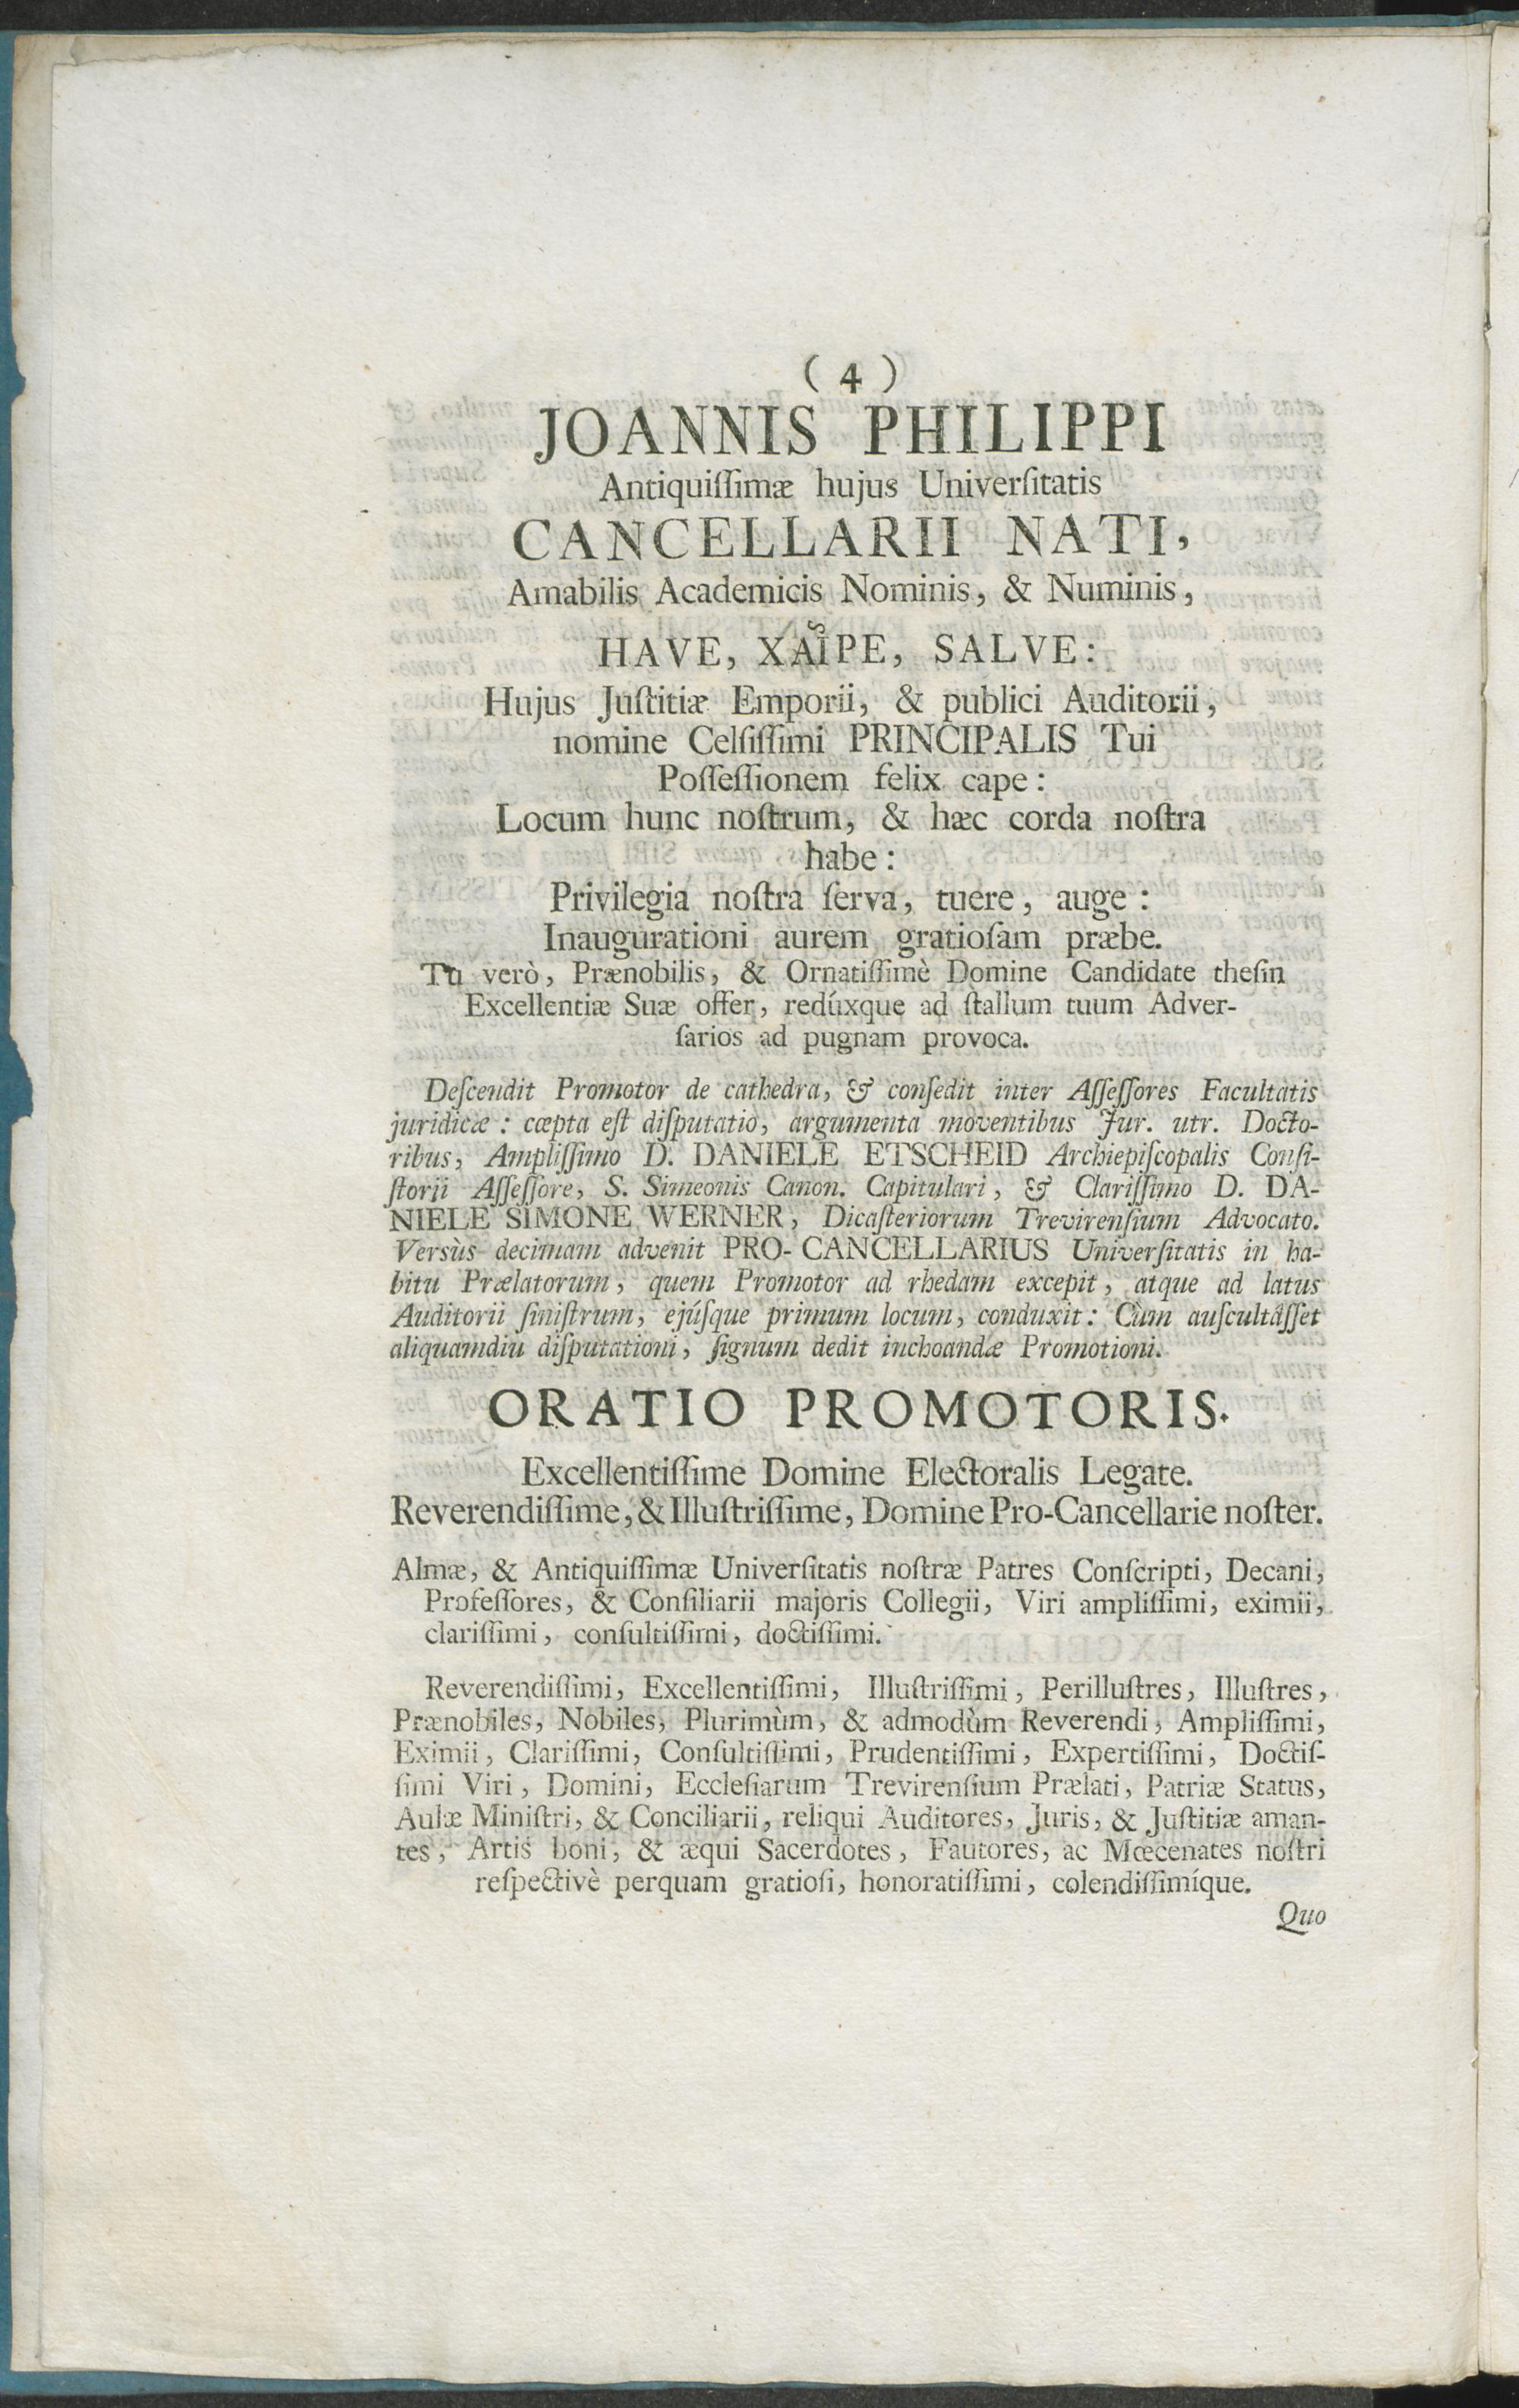 ( 4 )
JOANNIS PHILIPPI
Antiquiſſimæ hujus Univerſitatis
CANCELLARII NATI,
Amabilis Academicis Nominis, & Numinis,
HAVE, ΧΑῖΡΕ, SALVE:
Hujus Juſtitiæ Emporii, & publici Auditorii,
nomine Celſiſſimi PRINCIPALIS Tui
Poſſeſſionem felix cape:
Locum hunc noſtrum, & hæc corda noſtra
habe:
Privilegia noſtra ſerva, tuere, auge:
Inaugurationi aurem gratioſam præbe.
Tu verò, Prænobilis, & Ornatiſſimè Domine Candidate theſin
Excellentiæ Suæ offer, redúxque ad ſtallum tuum Adver-
ſarios ad pugnam provoca.
Deſcendit Promotor de cathedra, & conſedit inter Aſſeſſores Facultatis
juridicæ: cœpta eſt diſputatio, argumenta moventibus Jur. utr. Docto-
ribus, Ampliſſimo D. DANIELE ETSCHEID Archiepiſcopalis Conſi-
ſtorii Aſſeſſore, S. Simeonis Canon. Capitulari, & Clariſſimo D. DA-
NIELE SIMONE WERNER, Dicaſteriorum Trevirenſium Advocato.
Versùs decimam advenit PRO-CANCELLARIUS Univerſitatis in ha-
bitu Prælatorum, quem Promotor ad rhedam excepit, atque ad latus
Auditorii ſiniſtrum, ejúſque primum locum, conduxit: Cùm auſcultâſſet
aliquamdiu diſputationi, ſignum dedit inchoandæ Promotioni.
ORATIO PROMOTORIS.
Excellentiſſime Domine Electoralis Legate.
Reverendiſſime, & Illuſtriſſime, Domine Pro-Cancellarie noſter.
Almæ, & Antiquiſſimæ Univerſitatis noſtræ Patres Conſcripti, Decani,
Profeſſores, & Conſiliarii majoris Collegii, Viri ampliſſimi, eximii,
clariſſimi, conſultiſſimi, doctiſſimi.
Reverendiſſimi, Excellentiſſimi, Illuſtriſſimi, Perilluſtres, Illuſtres,
Prænobiles, Nobiles, Plurimùm, & admodùm Reverendi, Ampliſſimi,
Eximii, Clariſſimi, Conſultiſſimi, Prudentiſſimi, Expertiſſimi, Doctiſ-
ſimi Viri, Domini, Eccleſiarum Trevirenſium Prælati, Patriæ Status,
Aulæ Miniſtri, & Conciliarii, reliqui Auditores, Juris, & Juſtitiæ aman-
tes, Artis boni, & æqui Sacerdotes, Fautores, ac Mœcenates noſtri
reſpectivè perquam gratioſi, honoratiſſimi, colendiſſimíque.
Quo